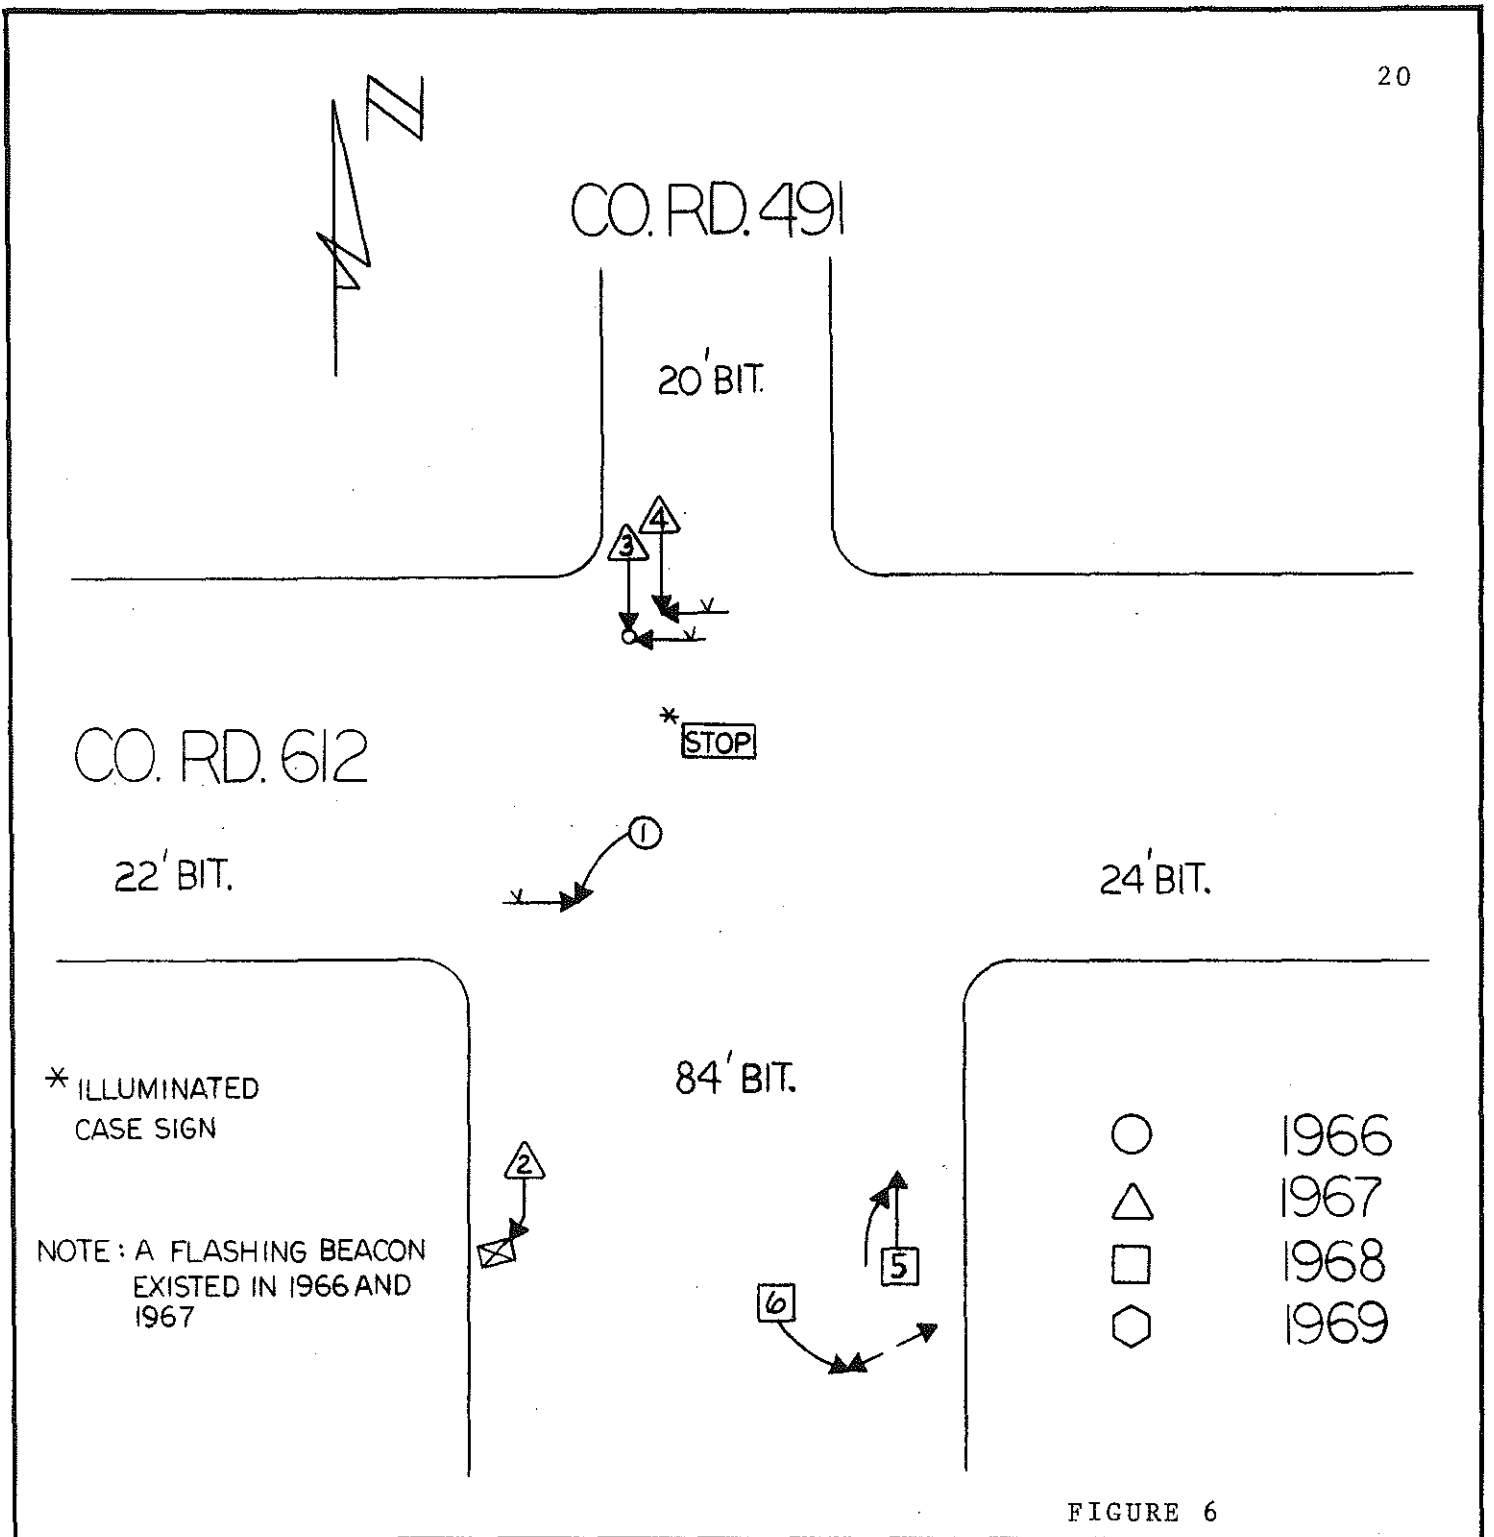 20
N
CO. RD. 491
20' BIT.
4
3
* STOP
CO. RD. 612
1
22' BIT.
24' BIT.
84' BIT.
* ILLUMINATED
CASE SIGN
1966
2
1967
NOTE: A FLASHING BEACON
EXISTED IN 1966 AND
1967
5
1968
6
1969
FIGURE 6